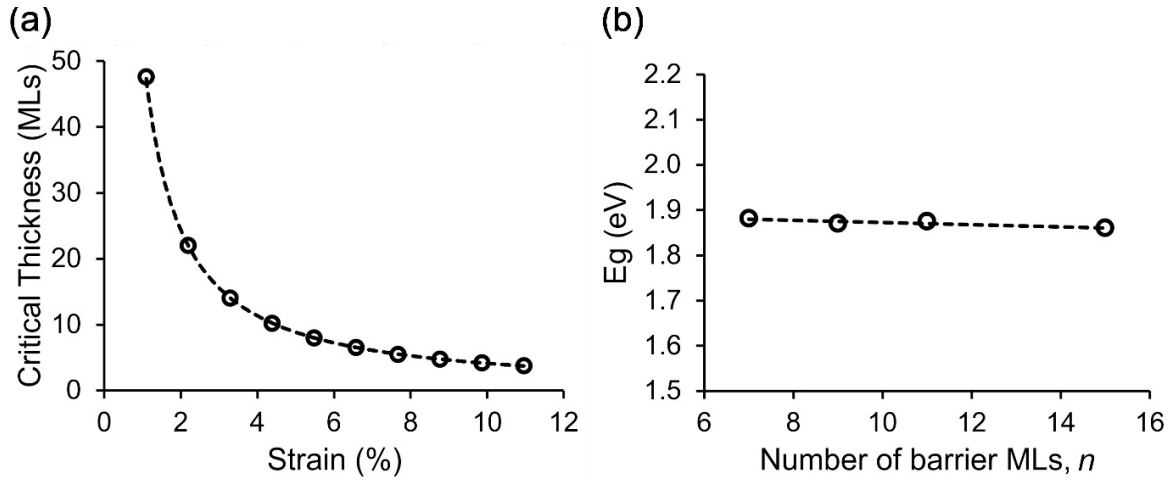 (a)
Critical Thickness (MLs)
50
40
30
20
10
0
0 2 4 6 8 10 12
Strain (%)
(b)
Eg (eV)
2.2
2.1
2.0
1.9
1.8
1.7
1.6
1.5
6 8 10 12 14 16
Number of barrier MLs, n